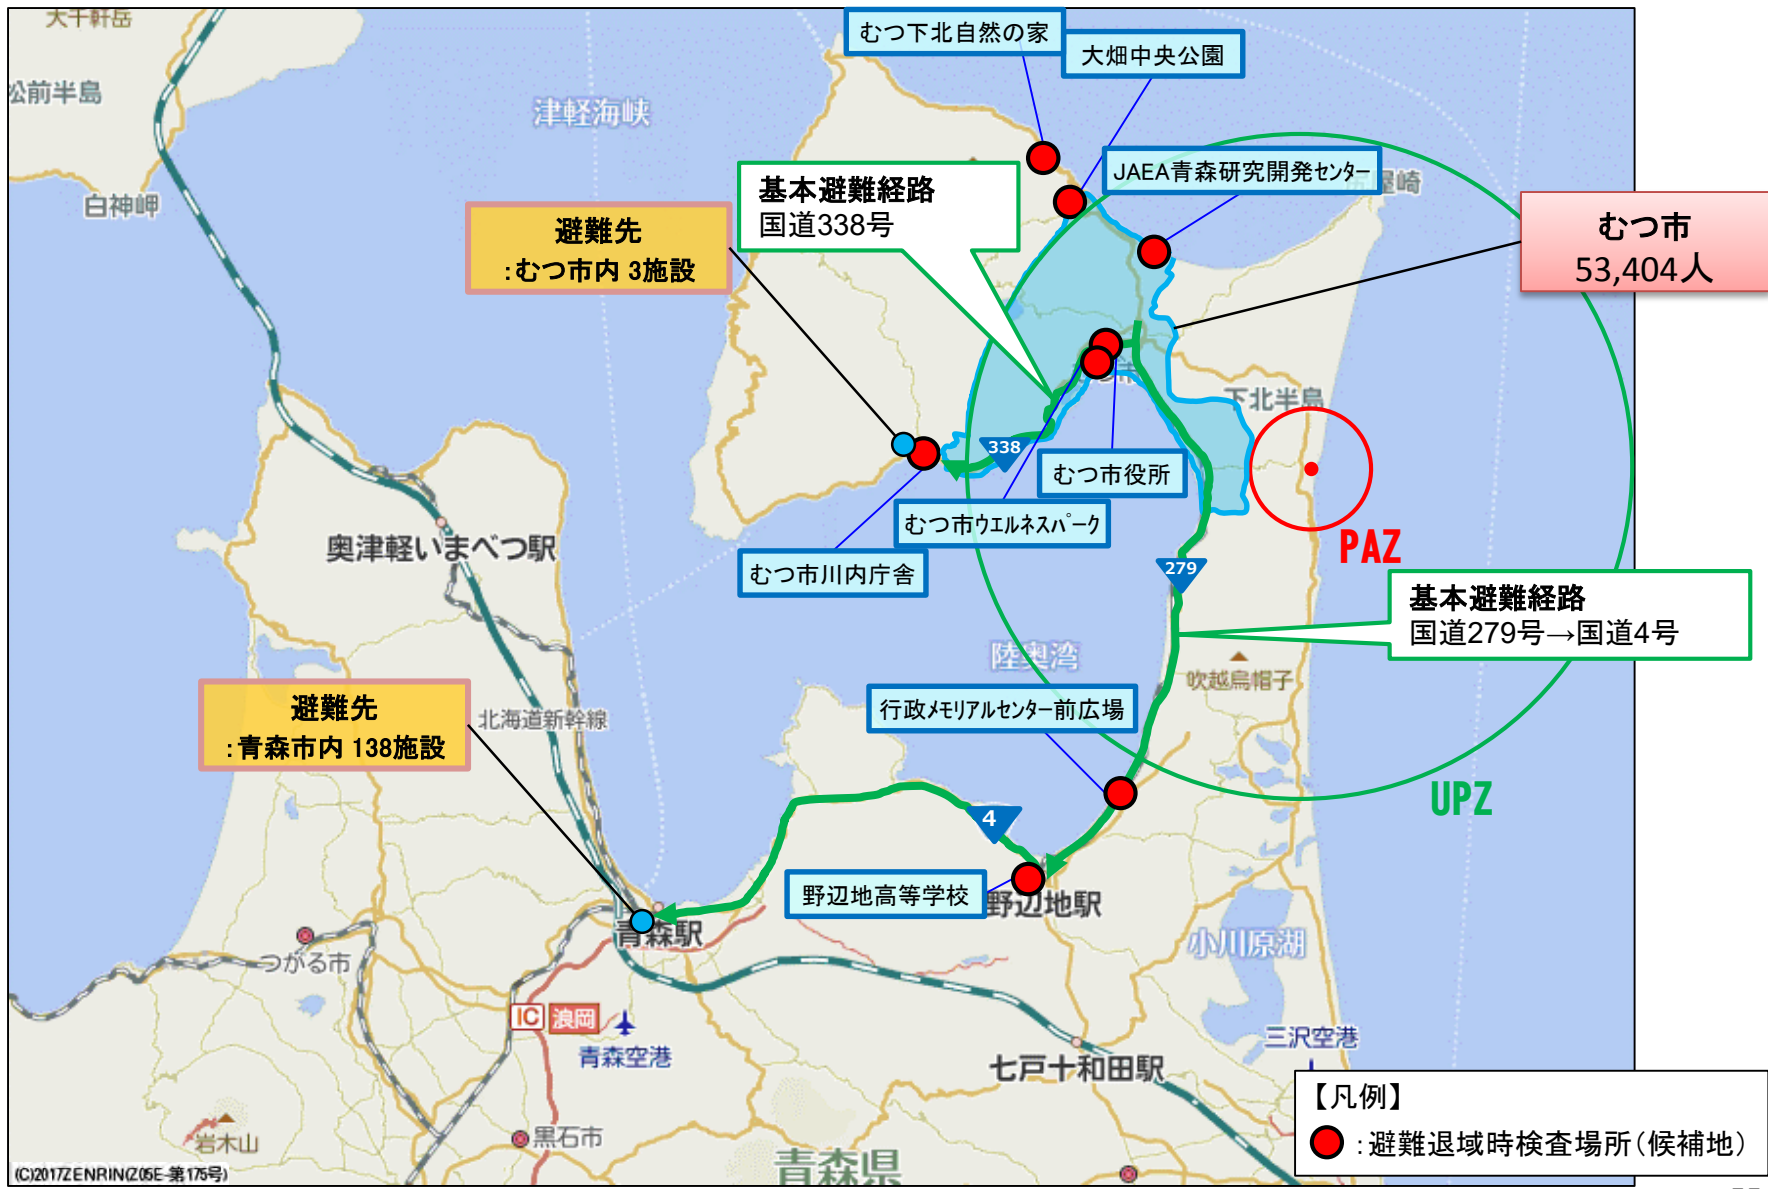 大千軒岳
松前半島
津軽海峡
白神岬
むつ下北自然の家
大畑中央公園
JAEA青森研究開発センター
屋崎
基本避難経路
国道338号
避難先
：むつ市内 3施設
むつ市
53,404人
下北半島
338
むつ市役所
むつ市ウエルネスパーク
むつ市川内庁舎
PAZ
279
基本避難経路
国道279号→国道4号
奥津軽いまべつ駅
陸奥湾
吹越烏帽子
行政メモリアルセンター前広場
避難先
：青森市内 138施設
北海道新幹線
UPZ
4
野辺地高等学校
野辺地駅
青森駅
小川原湖
つがる市
IC 浪岡
青森空港
三沢空港
七戸十和田駅
【凡例】
：避難退域時検査場所（候補地）
岩木山
黒石市
青森県
(C)2017ZENRIN(Z05E-第175号)